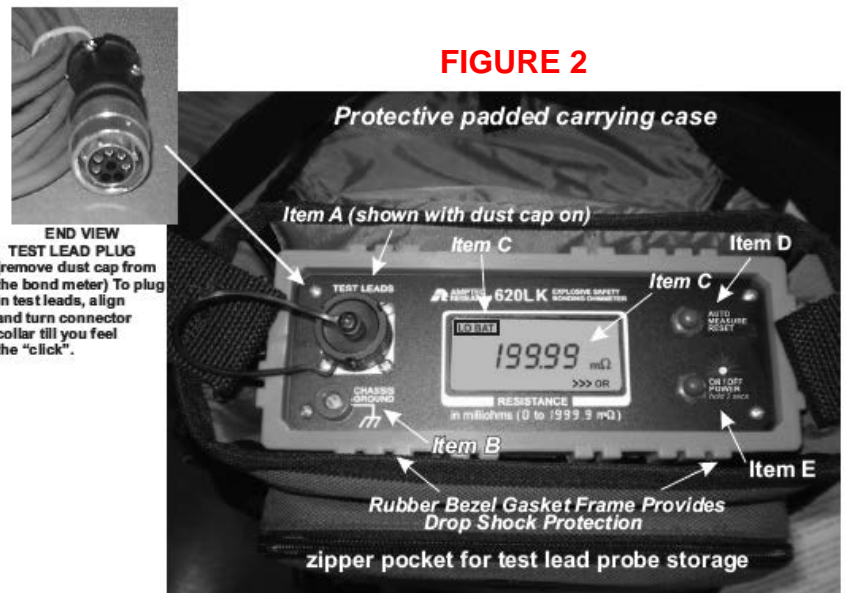 FIGURE 2
Protective padded carrying case
END VIEW
TEST LEAD PLUG
(remove dust cap from
the bond meter) To plug
in test leads, align
and turn connector
collar till you feel
the “click”.
Item A (shown with dust cap on)
Item C
Item D
Item C
TEST LEADS
AMPTEC
RESEARCH
620LK
EXPLOSIVE SAFETY
BONDING OHMMETER
AUTO
MEASURE
RESET
LO BAT
199.99 mΩ
>>> OR
ON / OFF
POWER
hold 2 secs
CHASSIS
GROUND
RESISTANCE
in milliohms ( 0 to 1999.9 mΩ )
Item B
Item E
Rubber Bezel Gasket Frame Provides
Drop Shock Protection
zipper pocket for test lead probe storage